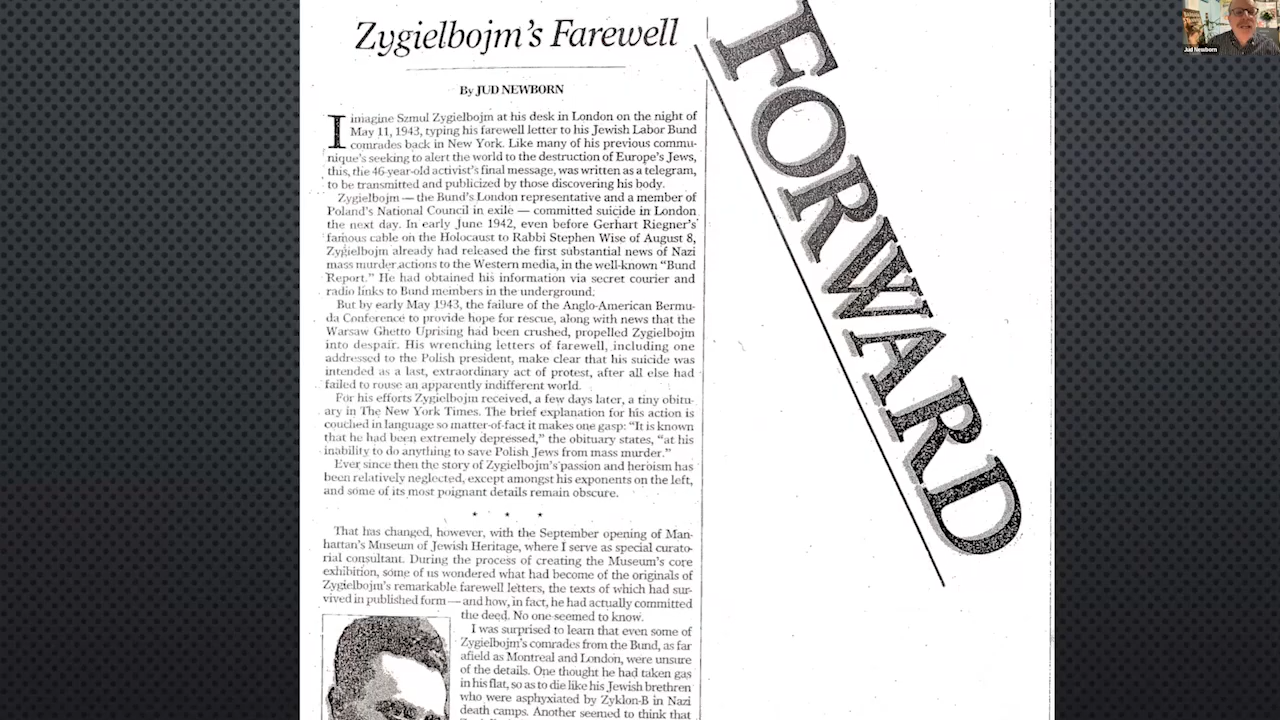 Zygielbojm's Farewell
By JUD NEWBORN
I imagine Szmul Zygielbojm at his desk in London on the night of
May 11, 1943, typing his farewell letter to his Jewish Labor Bund
comrades back in New York. Like many of his previous commu-
nique's seeking to alert the world to the destruction of Europe's Jews,
this, the 46-year-old activist's final message, was written as a telegram,
to be transmitted and publicized by those discovering his body.
Zygielbojm — the Bund's London representative and a member of
Poland's National Council in exile — committed suicide in London
the next day. In early June 1942, even before Gerhart Riegner's
famous cable on the Holocaust to Rabbi Stephen Wise of August 8,
Zygielbojm already had released the first substantial news of Nazi
mass murder actions to the Western media, in the well-known "Bund
Report." He had obtained his information via secret courier and
radio links to Bund members in the underground.
But by early May 1943, the failure of the Anglo-American Bermu-
da Conference to provide hope for rescue, along with news that the
Warsaw Ghetto Uprising had been crushed, propelled Zygielbojm
into despair. His wrenching letters of farewell, including one
addressed to the Polish president, make clear that his suicide was
intended as a last, extraordinary act of protest, after all else had
failed to rouse an apparently indifferent world.
For his efforts Zygielbojm received, a few days later, a tiny obitu-
ary in The New York Times. The brief explanation for his action is
couched in language so matter-of-fact it makes one gasp: "It is known
that he had been extremely depressed," the obituary states, "at his
inability to do anything to save Polish Jews from mass murder."
Ever since then the story of Zygielbojm's passion and heroism has
been relatively neglected, except amongst his exponents on the left,
and some of its most poignant details remain obscure.
* * *
That has changed, however, with the September opening of Man-
hattan's Museum of Jewish Heritage, where I serve as special curato-
rial consultant. During the process of creating the Museum's core
exhibition, some of us wondered what had become of the originals of
Zygielbojm's remarkable farewell letters, the texts of which had sur-
vived in published form — and how, in fact, he had actually committed
the deed. No one seemed to know.
I was surprised to learn that even some of
Zygielbojm's comrades from the Bund, as far
afield as Montreal and London, were unsure
of the details. One thought he had taken gas
in his flat, so as to die like his Jewish brethren
who were asphyxiated by Zyklon-B in Nazi
death camps. Another seemed to think that
FORWARD
Jud Newborn